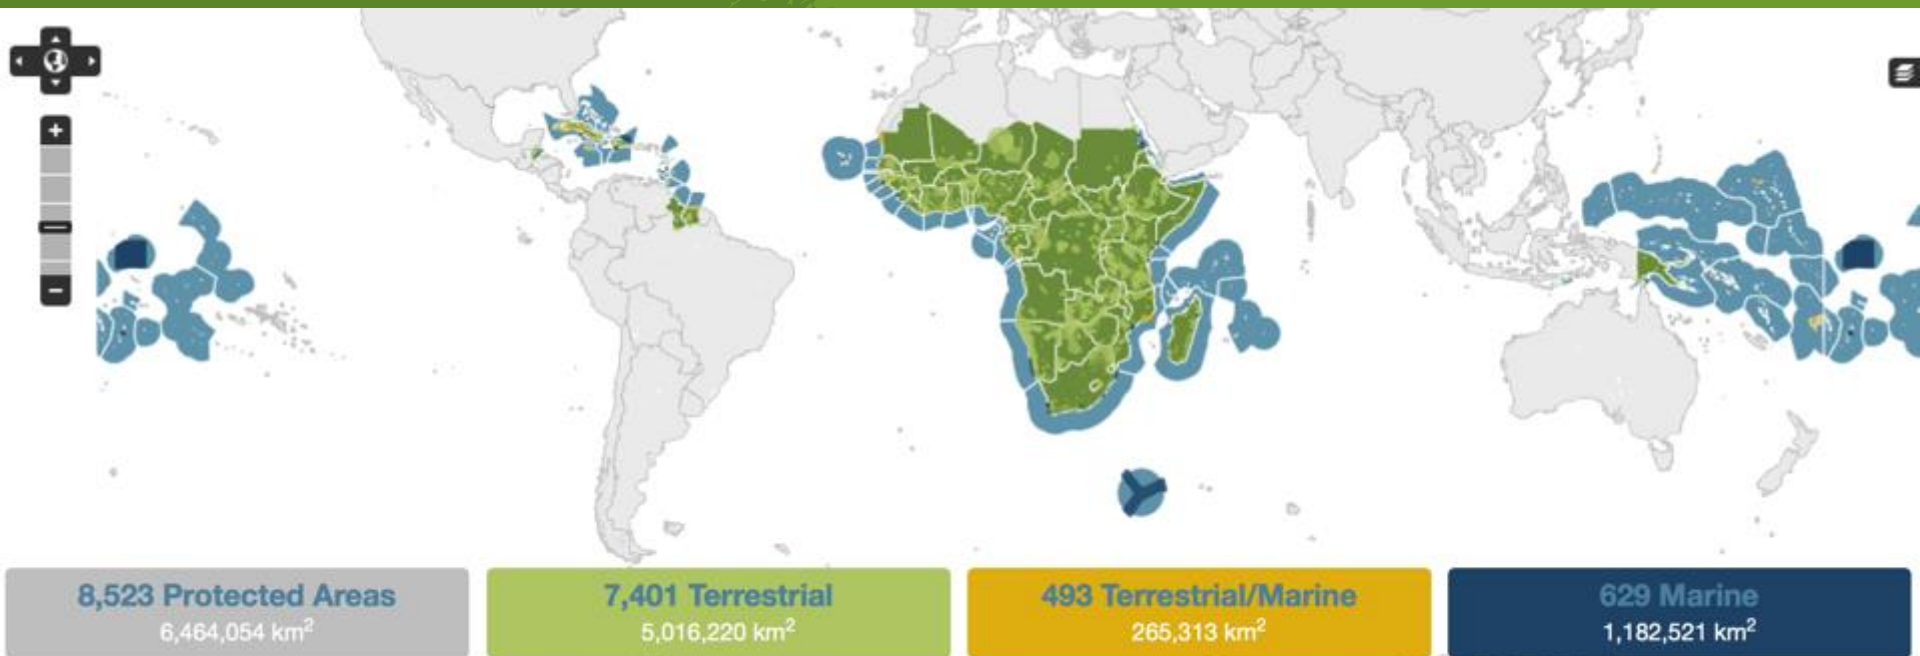 8,523 Protected Areas
6,464,054 km²
7,401 Terrestrial
5,016,220 km²
493 Terrestrial/Marine
265,313 km²
629 Marine
1,182,521 km²